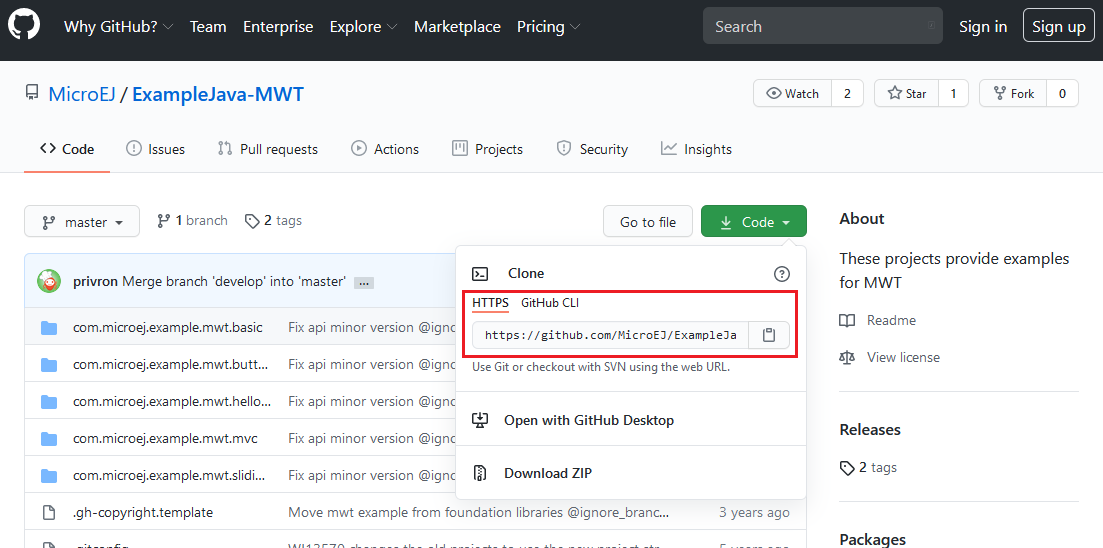 Why GitHub? Team Enterprise Explore Marketplace Pricing Search Sign in Sign up
MicroEJ / ExampleJava-MWT Watch 2 Star 1 Fork 0
Code Issues Pull requests Actions Projects Security Insights
master 1 branch 2 tags Go to file Code
privron Merge branch 'develop' into 'master' ...
com.microej.example.mwt.basic Fix api minor version @igno
com.microej.example.mwt.butt... Fix api minor version @igno
com.microej.example.mwt.hello... Fix api minor version @igno
com.microej.example.mwt.mvc Fix api minor version @igno
com.microej.example.mwt.slidi... Fix api minor version @igno
.gh-copyright.template Move mwt example from foundation libraries @ignore_branc... 3 years ago
Clone
HTTPS GitHub CLI
https://github.com/MicroEJ/ExampleJa
Use Git or checkout with SVN using the web URL.
Open with GitHub Desktop
Download ZIP
About
These projects provide examples
for MWT
Readme
View license
Releases
2 tags
Packages